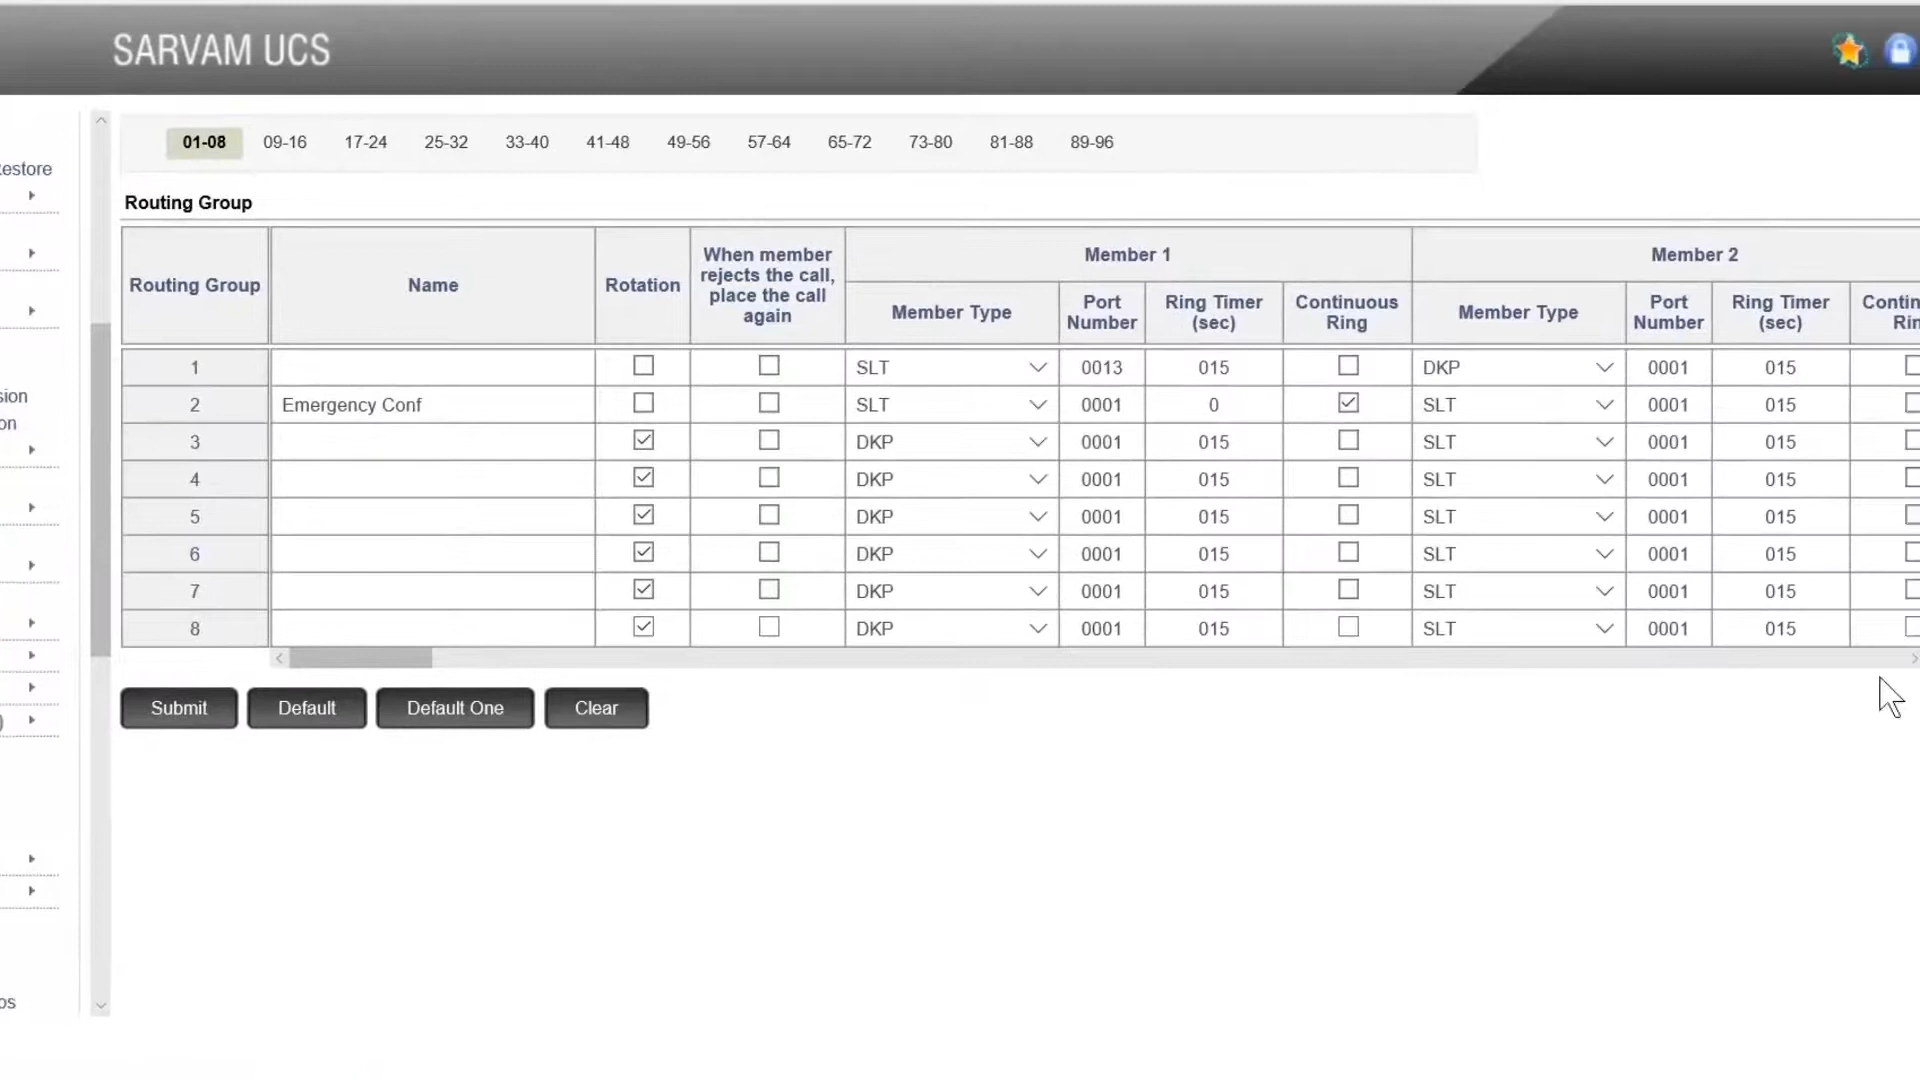 SARVAM UCS
01-08 09-16 17-24 25-32 33-40 41-48 49-56 57-64 65-72 73-80 81-88 89-96
estore
sion
on
)
os
Routing Group
Routing Group Name Rotation When member rejects the call, place the call again Member 1 Member 2
Member Type Port Number Ring Timer (sec) Continuous Ring Member Type Port Number Ring Timer (sec) Contin Rin
1 SLT 0013 015 DKP 0001 015
2 Emergency Conf SLT 0001 0 SLT 0001 015
3 DKP 0001 015 SLT 0001 015
4 DKP 0001 015 SLT 0001 015
5 DKP 0001 015 SLT 0001 015
6 DKP 0001 015 SLT 0001 015
7 DKP 0001 015 SLT 0001 015
8 DKP 0001 015 SLT 0001 015
Submit Default Default One Clear